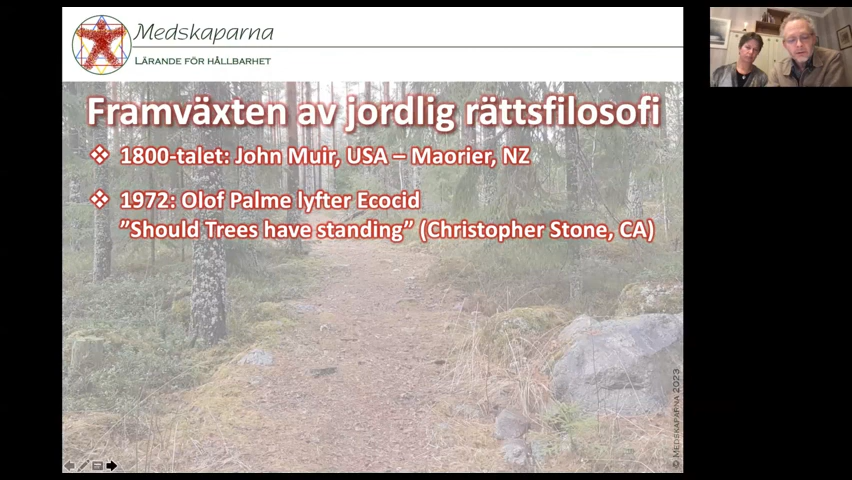 Medskaparna
LÄRANDE FÖR HÅLLBARHET
Framväxten av jordlig rättsfilosofi
❖ 1800-talet: John Muir, USA – Maorier, NZ
❖ 1972: Olof Palme lyfter Ecocid
”Should Trees have standing” (Christopher Stone, CA)
© MEDSKAPARNA 2023